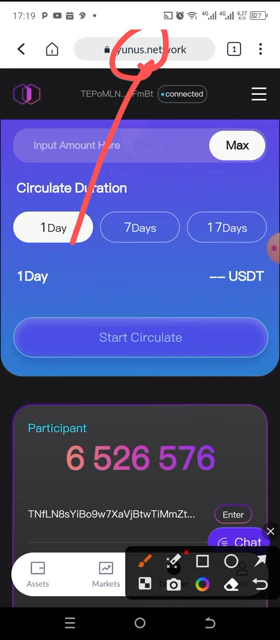 17:19
yunus.network
1
TEPoMLN... FmBt connected
Input Amount Here Max
Circulate Duration
1 Day 7 Days 17 Days
1Day -- USDT
Start Circulate
Participant
6 526 576
TNfLN8sYiBo9w7XaVjBtwTiMmZt... Enter
Chat
Assets Markets